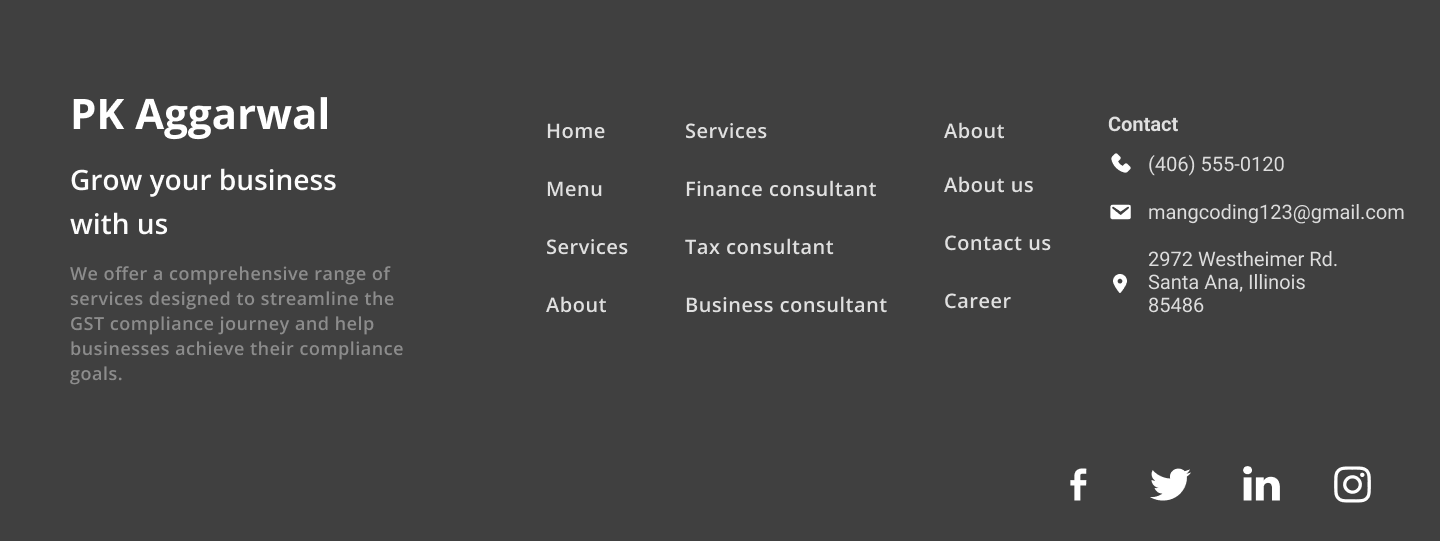 PK Aggarwal
Grow your business
with us
We offer a comprehensive range of
services designed to streamline the
GST compliance journey and help
businesses achieve their compliance
goals.
Home
Menu
Services
About
Services
Finance consultant
Tax consultant
Business consultant
About
About us
Contact us
Career
Contact
(406) 555-0120
mangcoding123@gmail.com
2972 Westheimer Rd.
Santa Ana, Illinois
85486